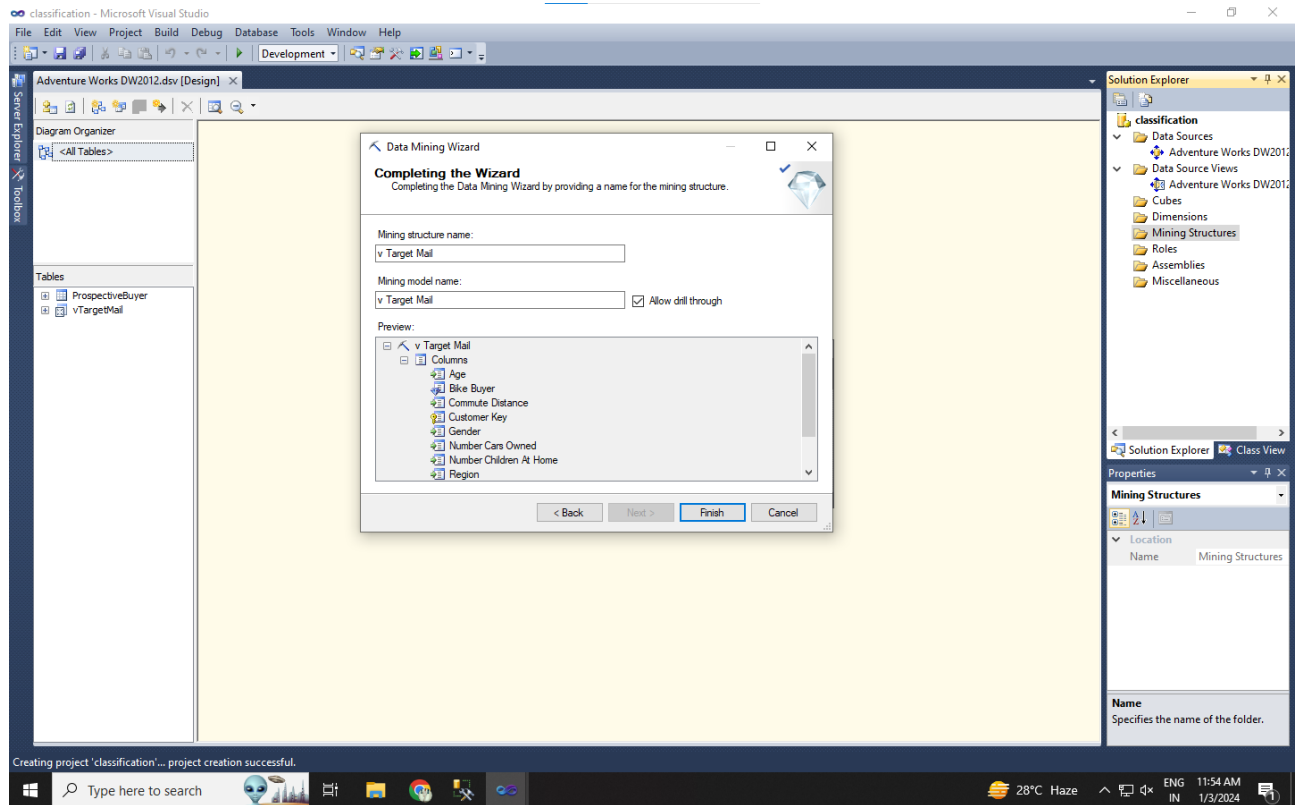 classification - Microsoft Visual Studio
File Edit View Project Build Debug Database Tools Window Help
Development
Server Explorer
Toolbox
Adventure Works DW2012.dsv [Design]
Diagram Organizer
<All Tables>
Tables
ProspectiveBuyer
vTargetMail
Data Mining Wizard
Completing the Wizard
Completing the Data Mining Wizard by providing a name for the mining structure.
Mining structure name:
v Target Mail
Mining model name:
v Target Mail
Allow drill through
Preview:
v Target Mail
Columns
Age
Bike Buyer
Commute Distance
Customer Key
Gender
Number Cars Owned
Number Children At Home
Region
< Back Next > Finish Cancel
Solution Explorer
classification
Data Sources
Adventure Works DW2012
Data Source Views
Adventure Works DW2012
Cubes
Dimensions
Mining Structures
Roles
Assemblies
Miscellaneous
Solution Explorer Class View
Properties
Mining Structures
Location
Name Mining Structures
Name
Specifies the name of the folder.
Creating project 'classification'... project creation successful.
Type here to search
28°C Haze
ENG
IN
11:54 AM
1/3/2024